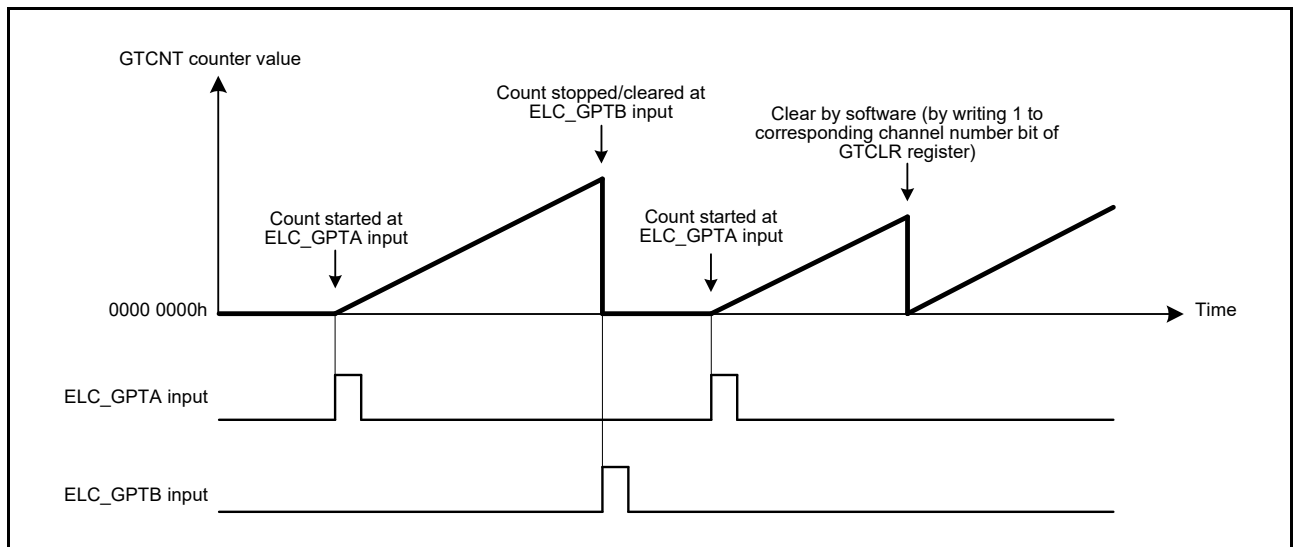 GTCNT counter value
Count stopped/cleared at
ELC_GPTB input
Clear by software (by writing 1 to
corresponding channel number bit of
GTCLR register)
Count started at
ELC_GPTA input
Count started at
ELC_GPTA input
0000 0000h
Time
ELC_GPTA input
ELC_GPTB input